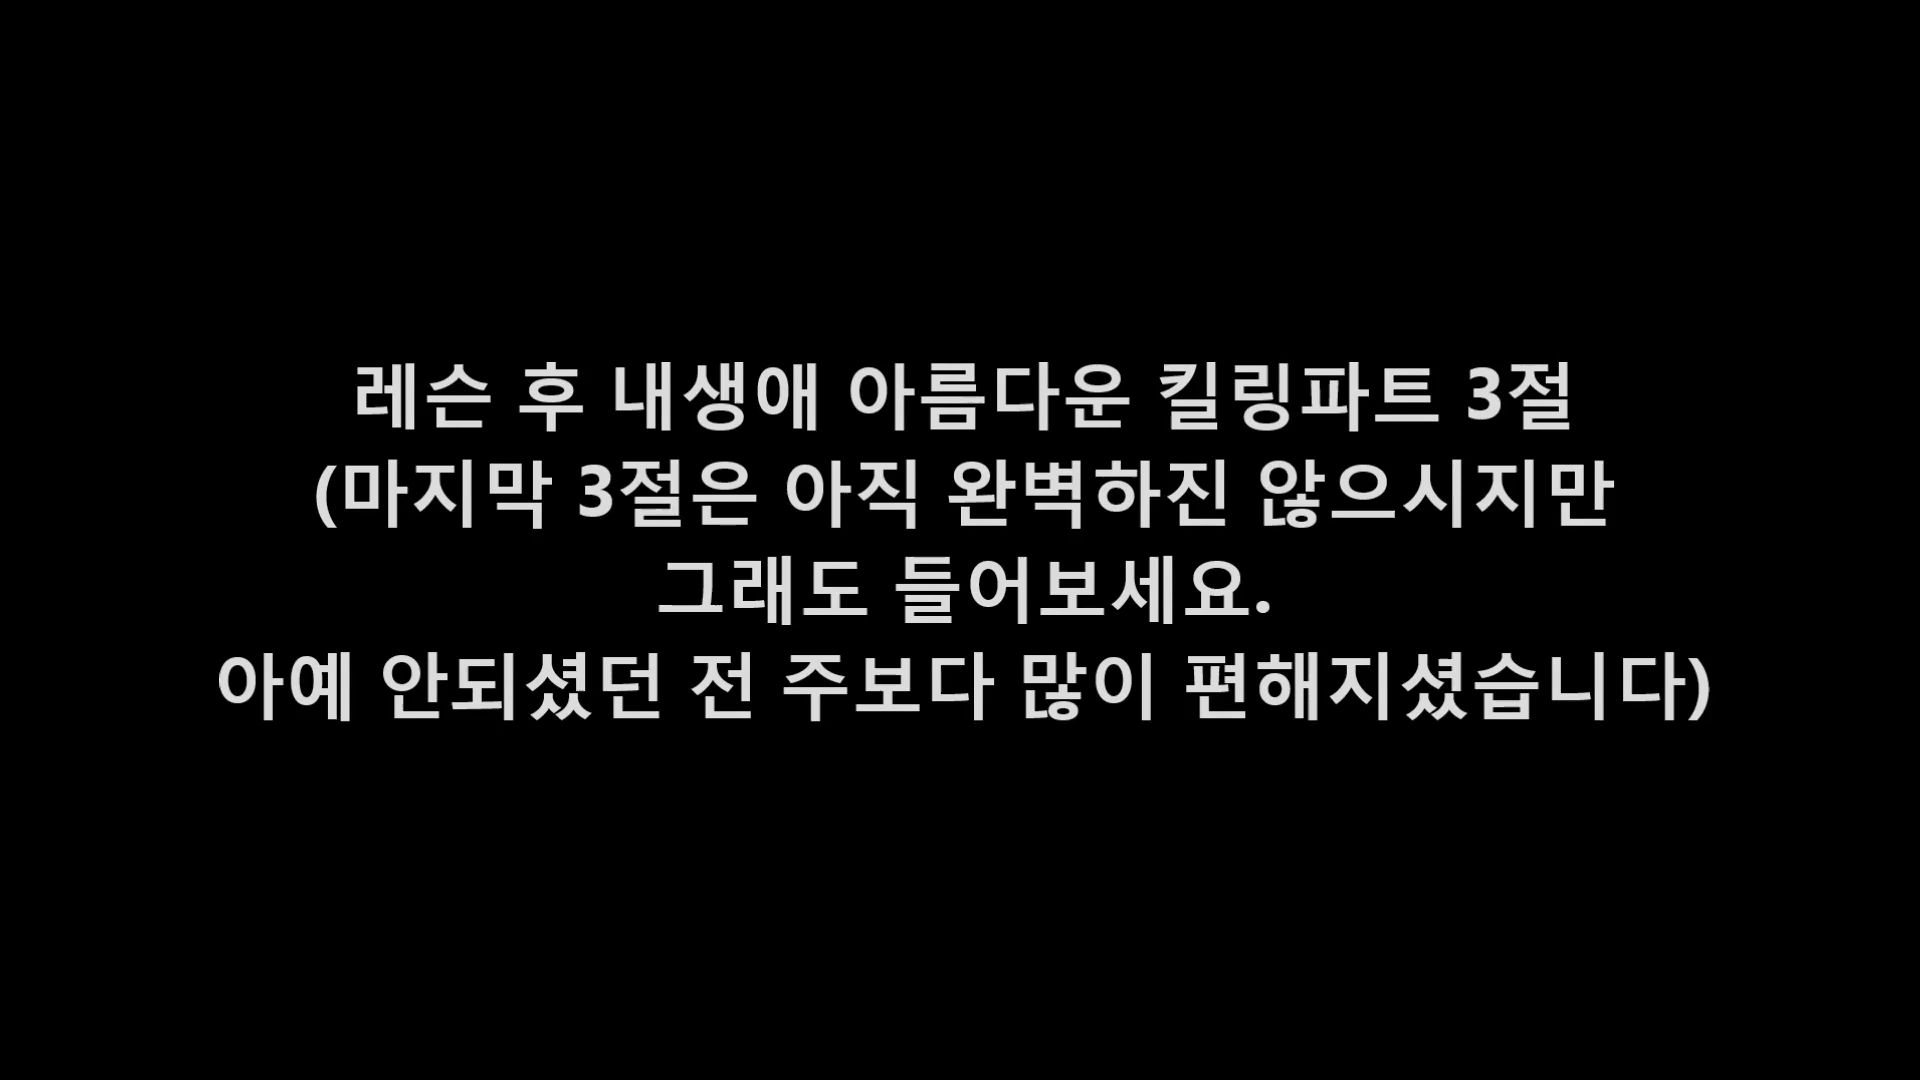 레슨 후 내생애 아름다운 킬링파트 3절
(마지막 3절은 아직 완벽하진 않으시지만
그래도 들어보세요.
아예 안되셨던 전 주보다 많이 편해지셨습니다)